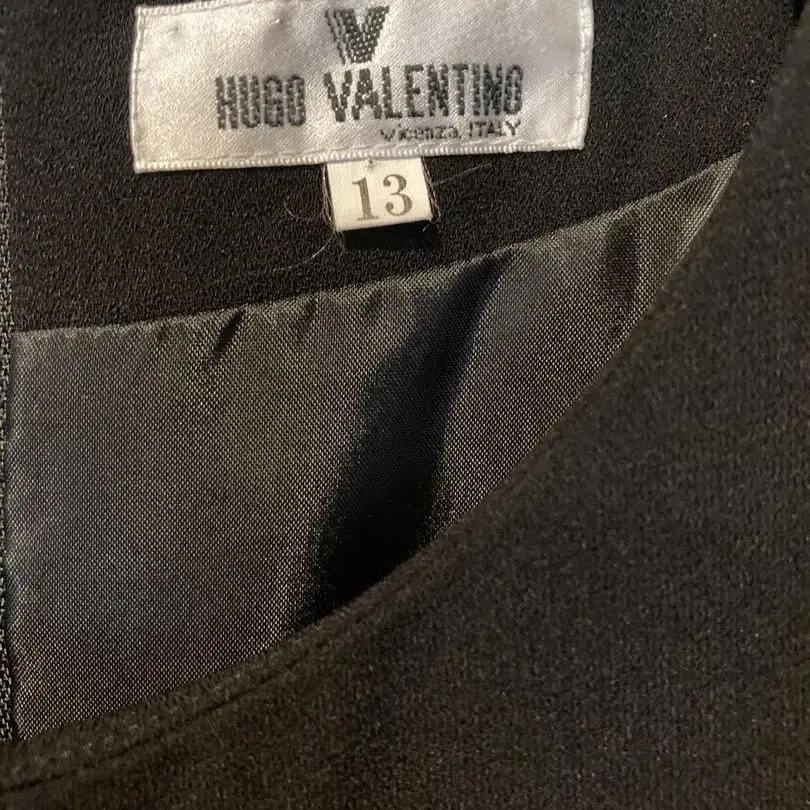 V
HUGO VALENTINO
Vicenza, ITALY
13